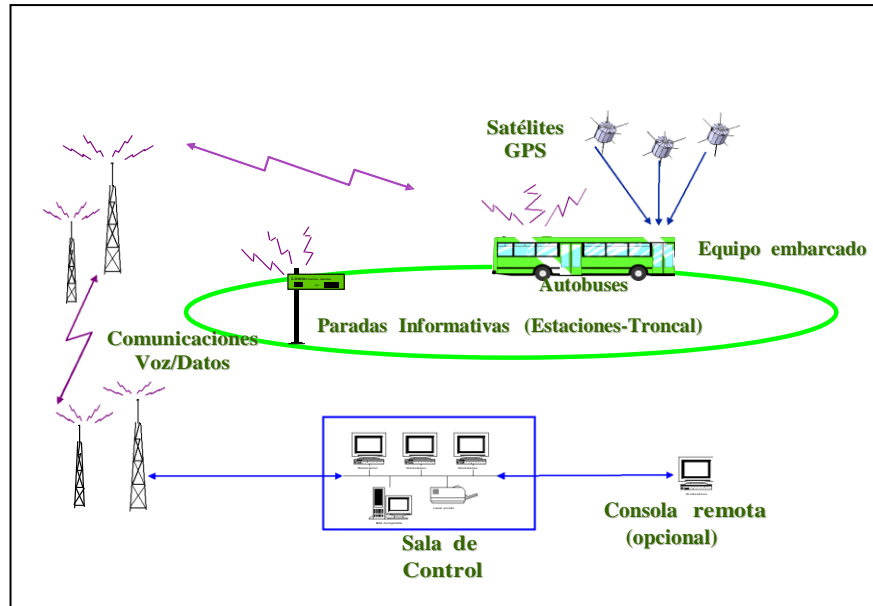 Satélites
GPS
Equipo embarcado
Autobuses
Paradas Informativas (Estaciones-Troncal)
Comunicaciones
Voz/Datos
Sala de
Control
Consola remota
(opcional)